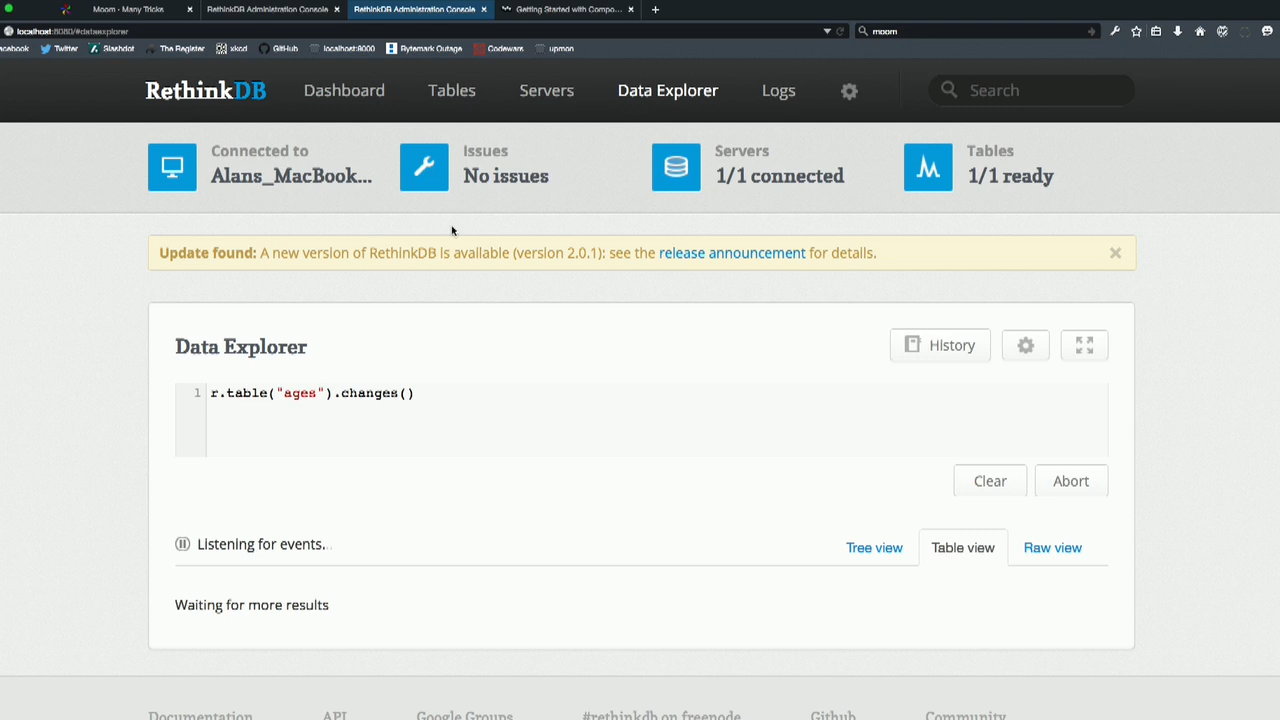 Moom – Many Tricks
RethinkDB Administration Console
RethinkDB Administration Console
Getting Started with Compo...
localhost:8080/#dataexplorer
moom
acebook
Twitter
Slashdot
The Register
xkcd
GitHub
localhost:8000
Bytemark Outage
Codewars
upmon
RethinkDB
Dashboard
Tables
Servers
Data Explorer
Logs
Search
Connected to
Alans_MacBook...
Issues
No issues
Servers
1/1 connected
Tables
1/1 ready
Update found: A new version of RethinkDB is available (version 2.0.1): see the release announcement for details.
Data Explorer
History
1 r.table("ages").changes()
Clear
Abort
Listening for events..
Tree view
Table view
Raw view
Waiting for more results
Documentation
API
Google Groups
#rethinkdb on freenode
Github
Community